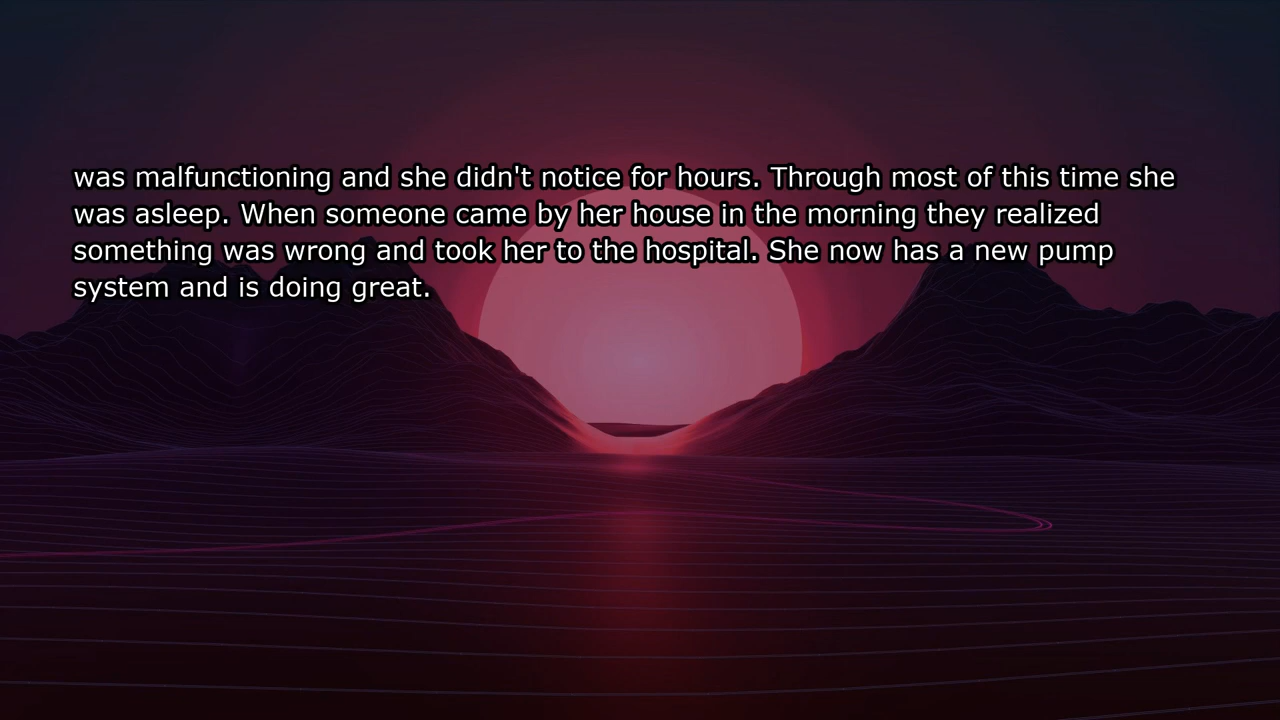 was malfunctioning and she didn't notice for hours. Through most of this time she
was asleep. When someone came by her house in the morning they realized
something was wrong and took her to the hospital. She now has a new pump
system and is doing great.